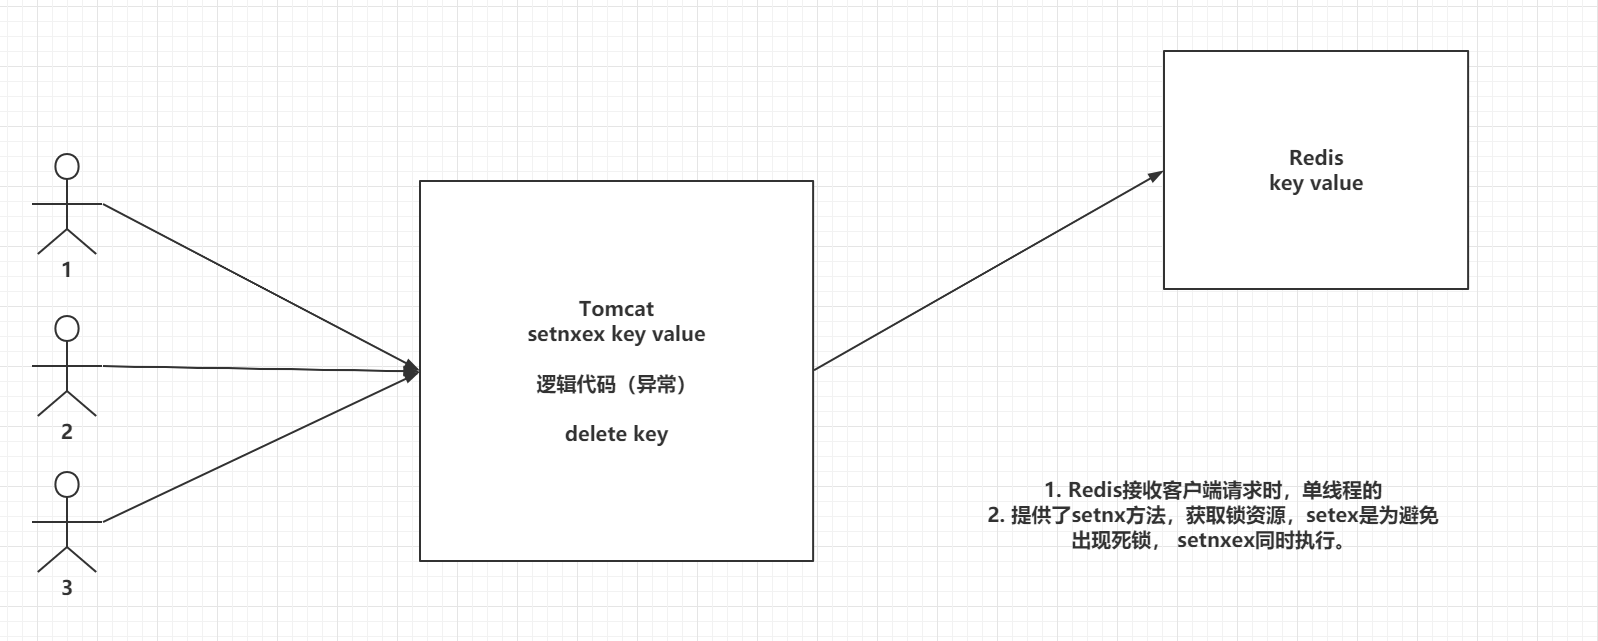 1
2
3
Tomcat
setnxex key value
逻辑代码（异常）
delete key
Redis
key value
1. Redis接收客户端请求时，单线程的
2. 提供了setnx方法，获取锁资源，setex是为避免
出现死锁， setnxex同时执行。